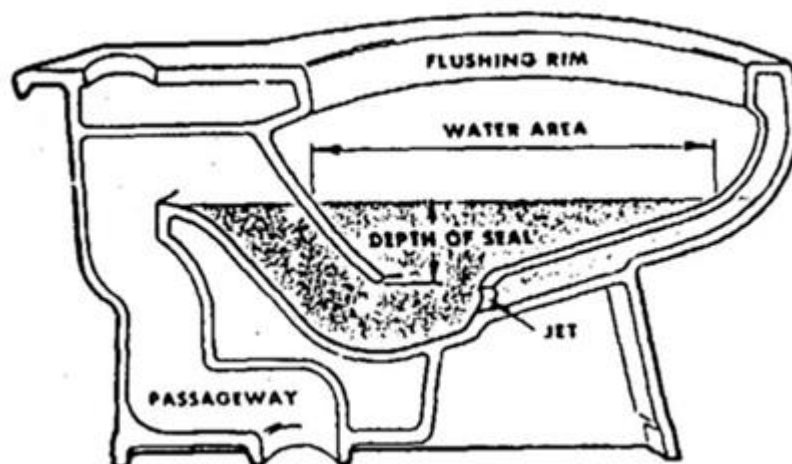 FLUSHING RIM
WATER AREA
DEPTH OF SEAL
JET
PASSAGEWAY